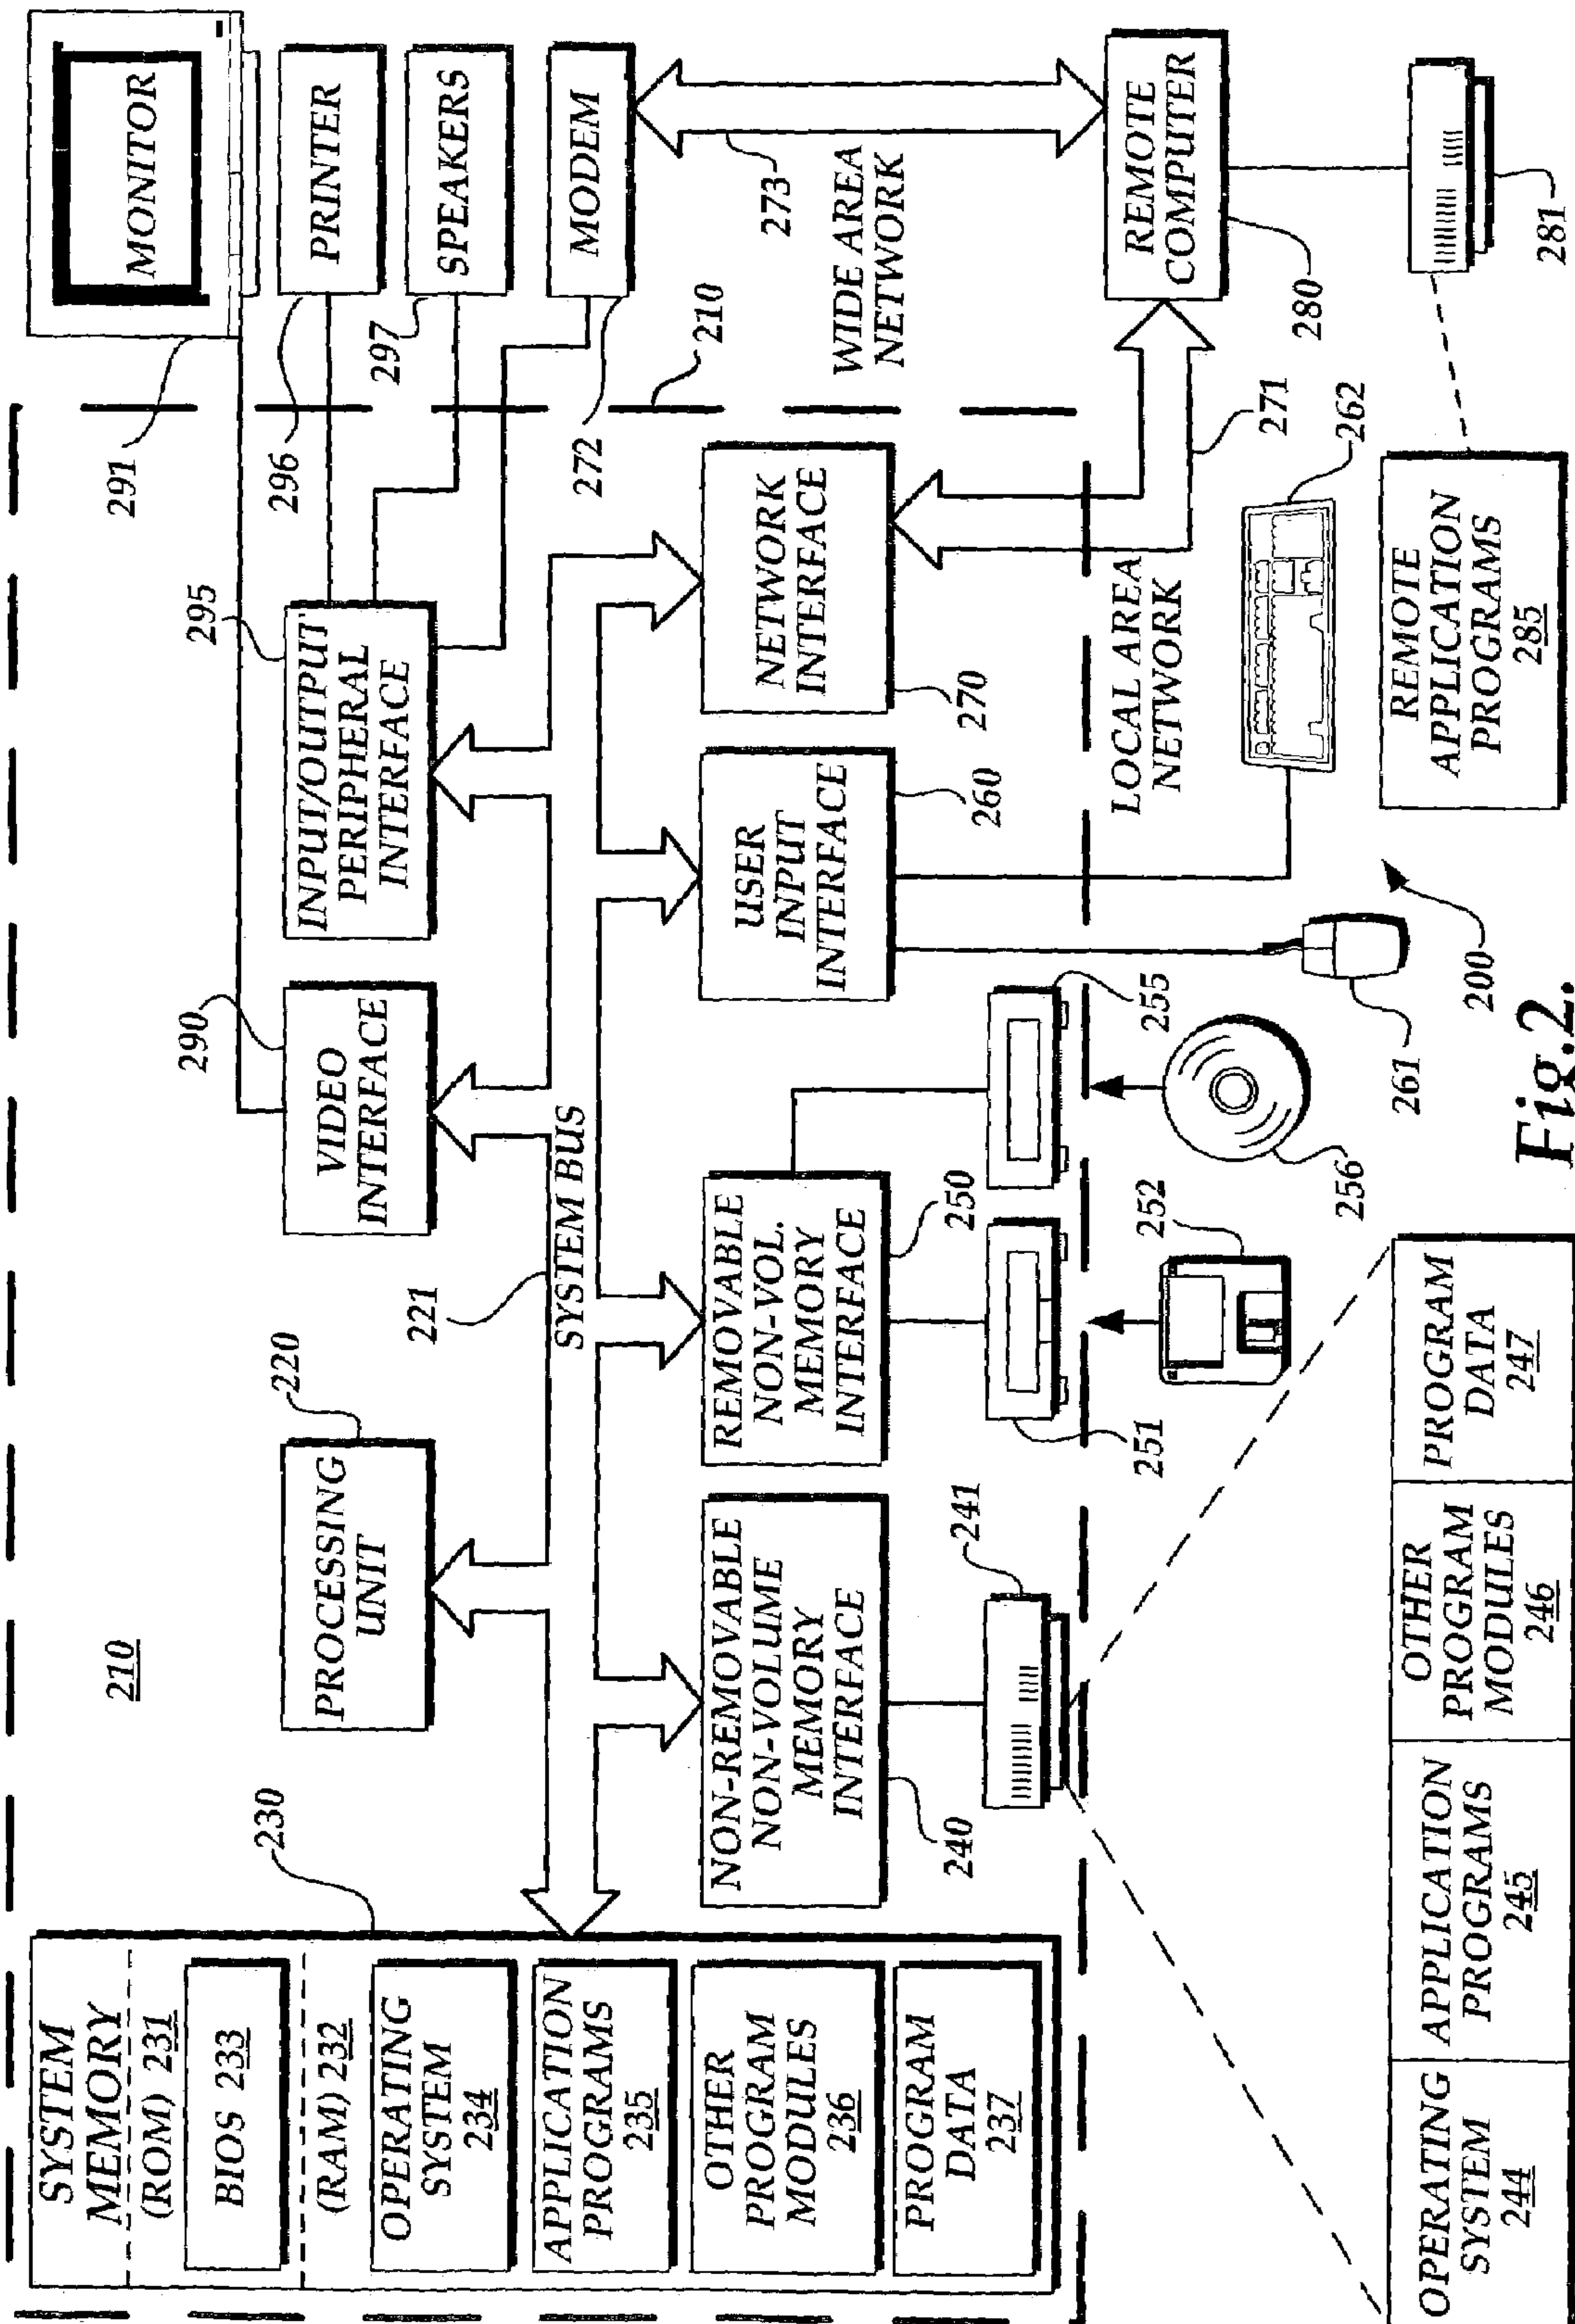 SYSTEM
MEMORY
(ROM) 231
BIOS 233
(RAM) 232
OPERATING
SYSTEM
234
APPLICATION
PROGRAMS
235
OTHER
PROGRAM
MODULES
236
PROGRAM
DATA
237
230
210
PROCESSING
UNIT
220
221
SYSTEM BUS
VIDEO
INTERFACE
290
INPUT/OUTPUT
PERIPHERAL
INTERFACE
295
291
296
297
272
MONITOR
PRINTER
SPEAKERS
MODEM
210
NON-REMOVABLE
NON-VOLUME
MEMORY
INTERFACE
240
241
REMOVABLE
NON-VOL.
MEMORY
INTERFACE
250
251
252
255
256
USER
INPUT
INTERFACE
260
261
262
NETWORK
INTERFACE
270
LOCAL AREA
NETWORK
271
WIDE AREA
NETWORK
273
REMOTE
COMPUTER
280
281
REMOTE
APPLICATION
PROGRAMS
285
OPERATING
SYSTEM
244
APPLICATION
PROGRAMS
245
OTHER
PROGRAM
MODULES
246
PROGRAM
DATA
247
200
Fig.2.